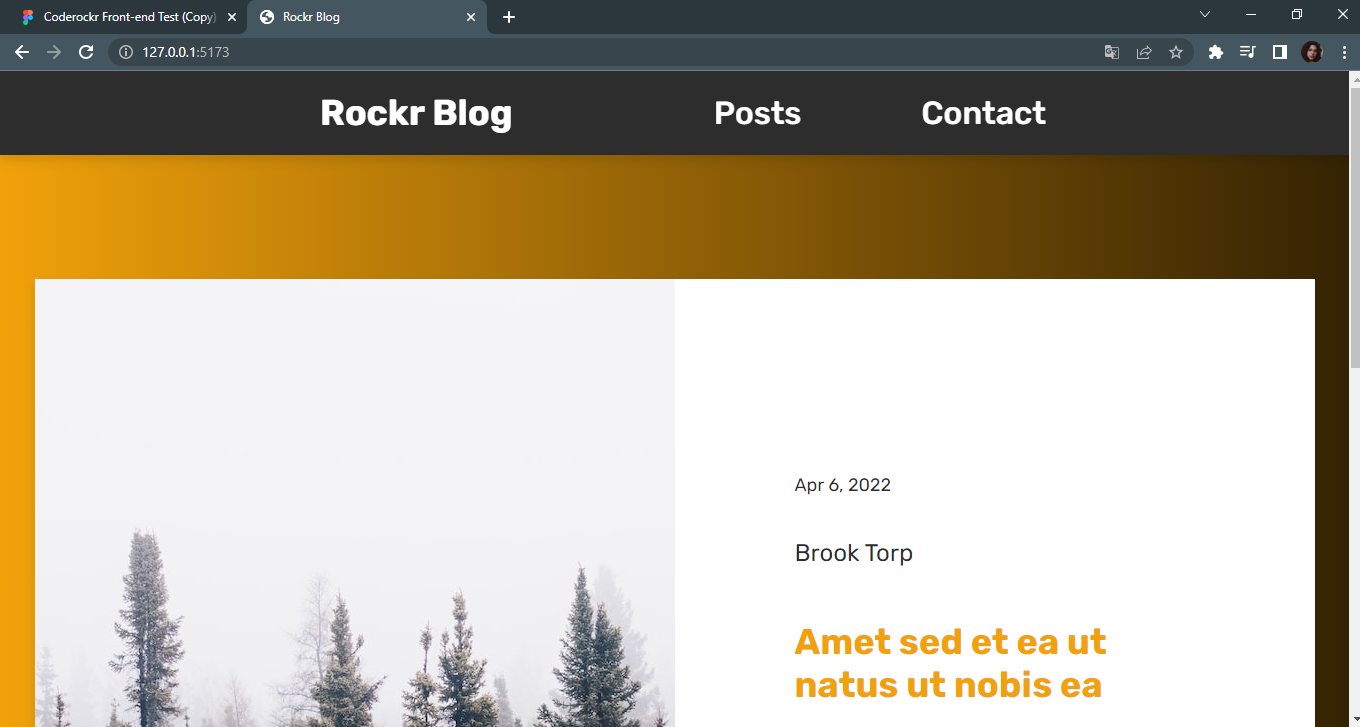 Coderockr Front-end Test (Copy)
Rockr Blog
127.0.0.1:5173
Rockr Blog
Posts
Contact
Apr 6, 2022
Brook Torp
Amet sed et ea ut
natus ut nobis ea